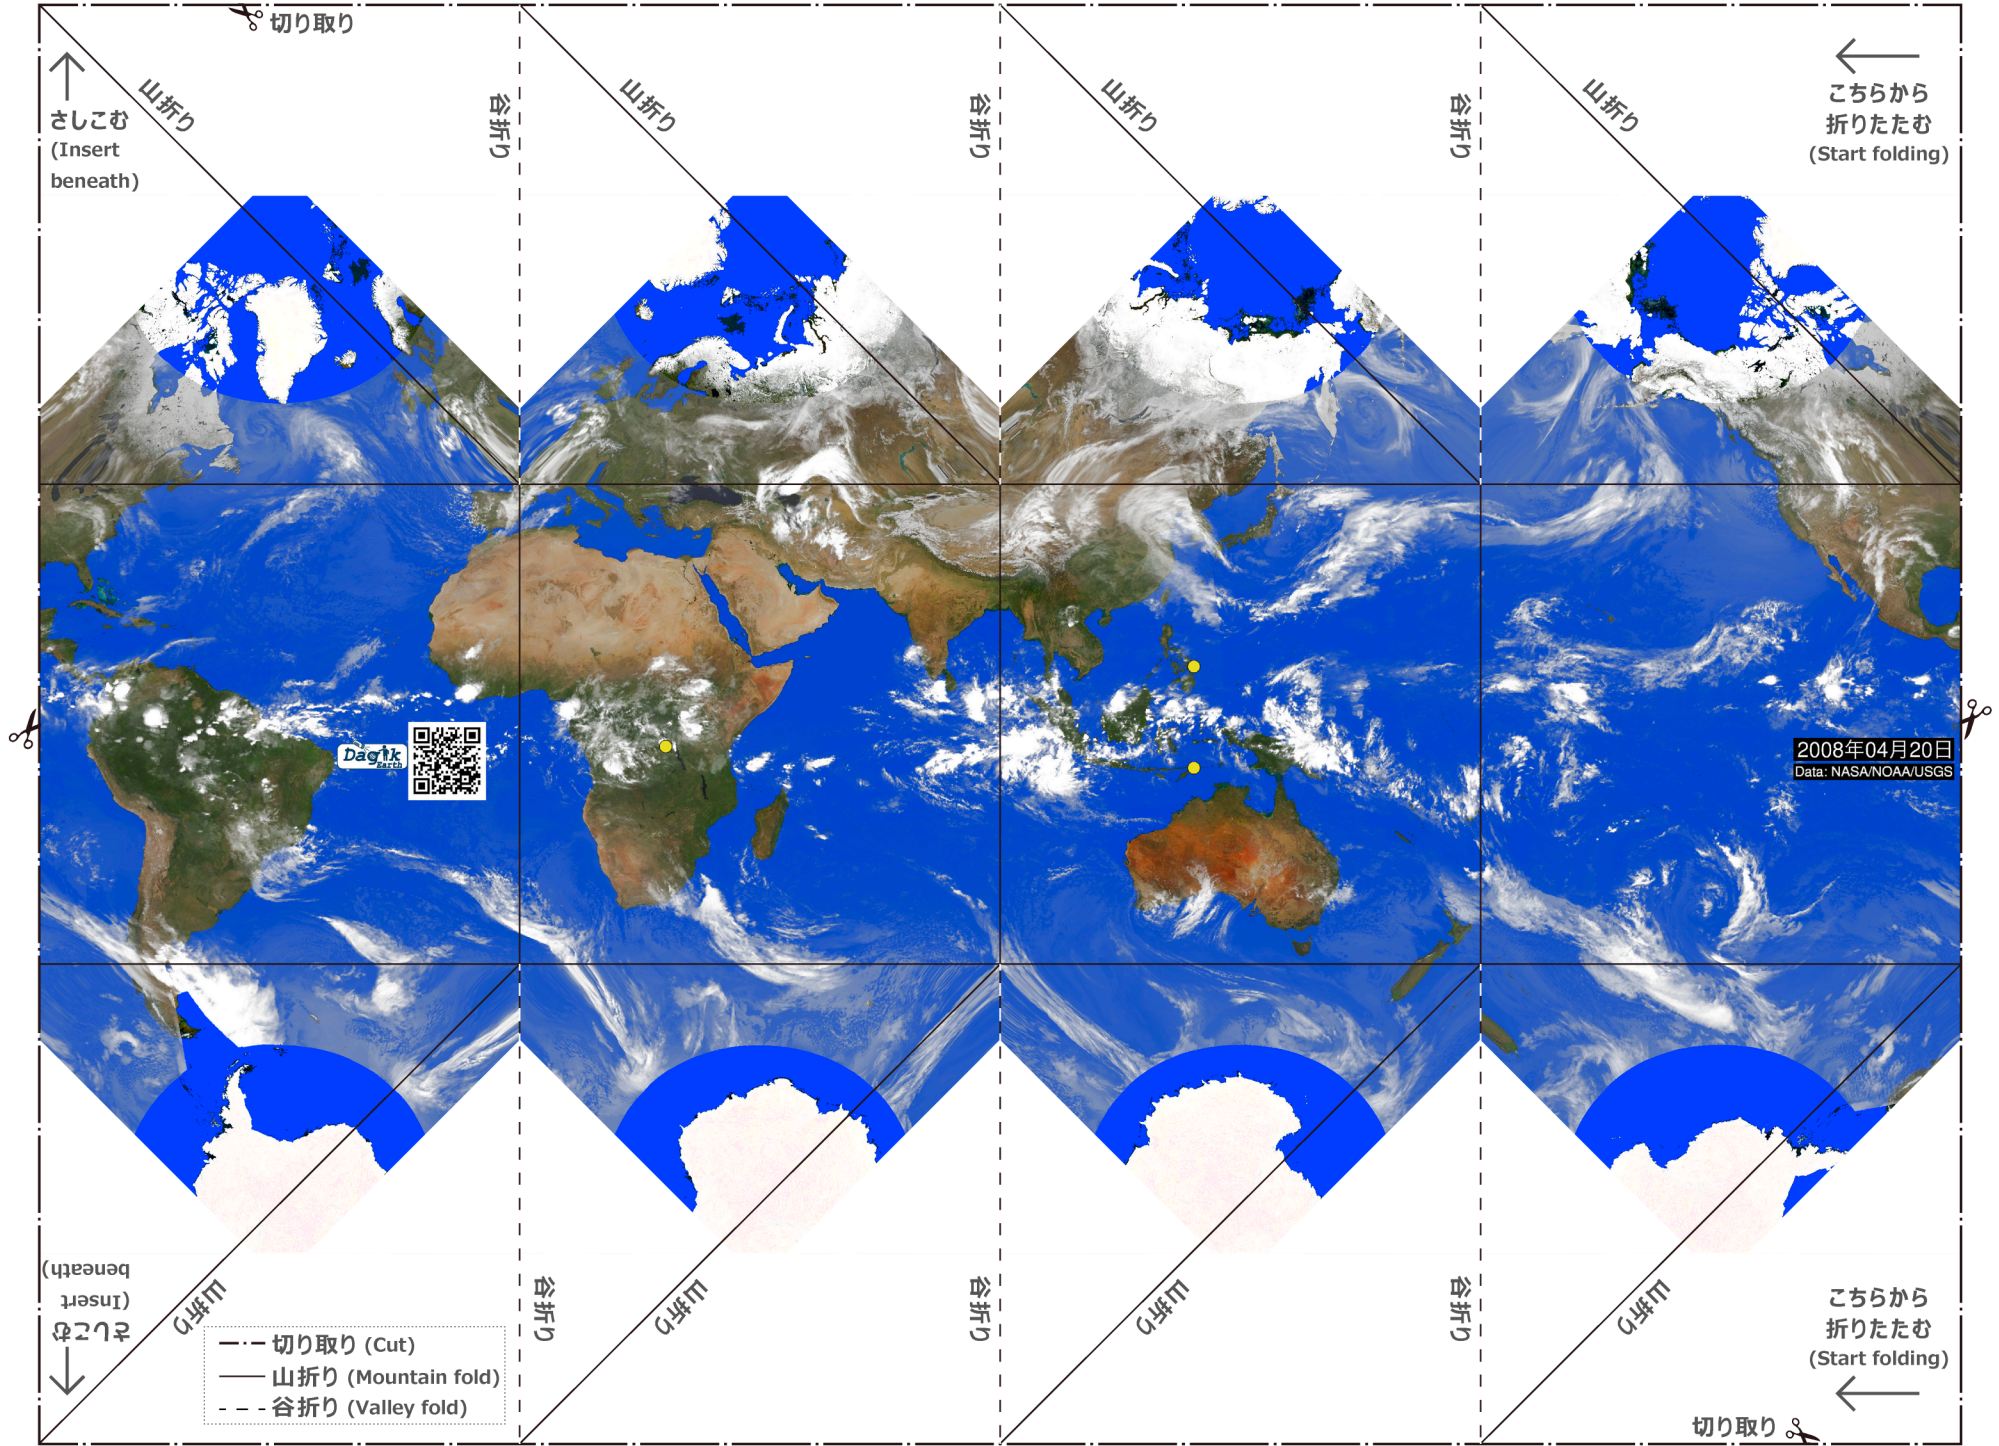 切り取り
さしこむ
(Insert
beneath)
山折り
谷折り
山折り
谷折り
山折り
谷折り
山折り
こちらから
折りたたむ
(Start folding)
Dagik
Earth
2008年04月20日
Data: NASA/NOAA/USGS
さしこむ
(Insert
beneath)
山折り
谷折り
山折り
谷折り
山折り
谷折り
山折り
こちらから
折りたたむ
(Start folding)
切り取り (Cut)
山折り (Mountain fold)
谷折り (Valley fold)
切り取り